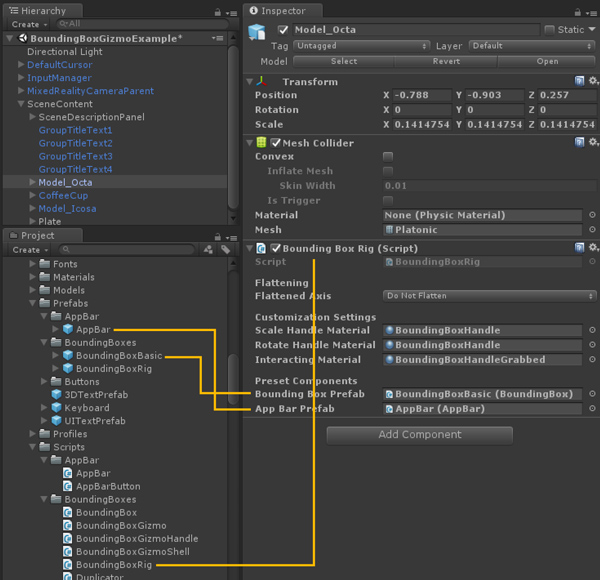 Hierarchy
Create
All
BoundingBoxGizmoExample*
Directional Light
DefaultCursor
InputManager
MixedRealityCameraParent
SceneContent
SceneDescriptionPanel
GroupTitleText1
GroupTitleText2
GroupTitleText3
GroupTitleText4
Model_Octa
CoffeeCup
Model_Icosa
Plate
Project
Create
Fonts
Materials
Models
Prefabs
AppBar
AppBar
BoundingBoxes
BoundingBoxBasic
BoundingBoxRig
Buttons
3DTextPrefab
Keyboard
UITextPrefab
Profiles
Scripts
AppBar
AppBar
AppBarButton
BoundingBoxes
BoundingBox
BoundingBoxGizmo
BoundingBoxGizmoHandle
BoundingBoxGizmoShell
BoundingBoxRig
Duplicator
Inspector
Model_Octa Static
Tag Untagged Layer Default
Model Select Revert Open
Transform
Position X -0.788 Y -0.903 Z 0.257
Rotation X 0 Y 0 Z 0
Scale X 0.1414754 Y 0.1414754 Z 0.1414754
Mesh Collider
Convex
Inflate Mesh
Skin Width 0.01
Is Trigger
Material None (Physic Material)
Mesh Platonic
Bounding Box Rig (Script)
Script BoundingBoxRig
Flattening
Flattened Axis Do Not Flatten
Customization Settings
Scale Handle Material BoundingBoxHandle
Rotate Handle Material BoundingBoxHandle
Interacting Material BoundingBoxHandleGrabbed
Preset Components
Bounding Box Prefab BoundingBoxBasic (BoundingBox)
App Bar Prefab AppBar (AppBar)
Add Component